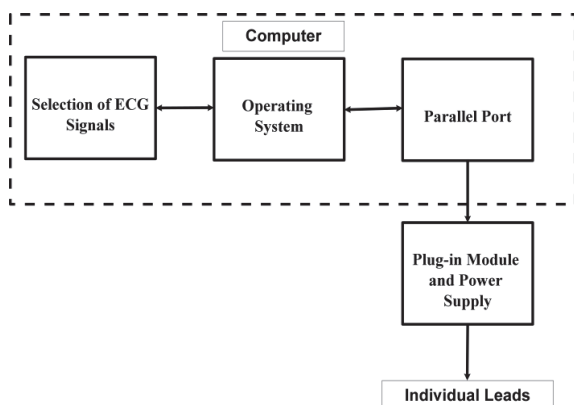 Computer
Selection of ECG
Signals
Operating
System
Parallel Port
Plug-in Module
and Power
Supply
Individual Leads